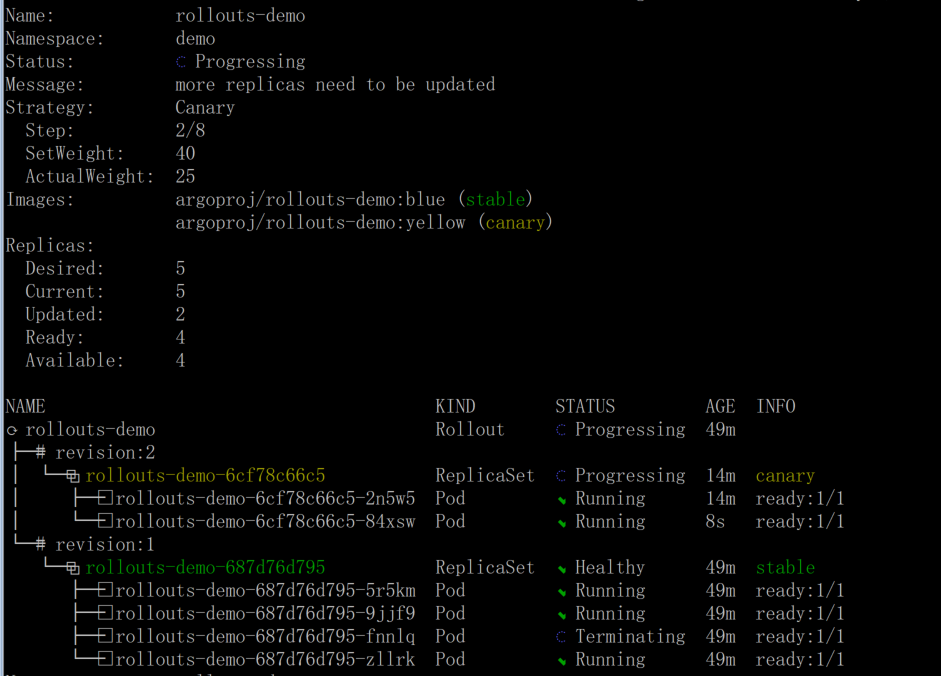 Name: rollouts-demo
Namespace: demo
Status: ◌ Progressing
Message: more replicas need to be updated
Strategy: Canary
Step: 2/8
SetWeight: 40
ActualWeight: 25
Images: argoproj/rollouts-demo:blue (stable)
argoproj/rollouts-demo:yellow (canary)
Replicas:
Desired: 5
Current: 5
Updated: 2
Ready: 4
Available: 4
NAME KIND STATUS AGE INFO
⟳ rollouts-demo Rollout ◌ Progressing 49m
├──# revision:2
│ └──⧉ rollouts-demo-6cf78c66c5 ReplicaSet ◌ Progressing 14m canary
│ ├──□ rollouts-demo-6cf78c66c5-2n5w5 Pod ✔ Running 14m ready:1/1
│ └──□ rollouts-demo-6cf78c66c5-84xsw Pod ✔ Running 8s ready:1/1
└──# revision:1
└──⧉ rollouts-demo-687d76d795 ReplicaSet ✔ Healthy 49m stable
├──□ rollouts-demo-687d76d795-5r5km Pod ✔ Running 49m ready:1/1
├──□ rollouts-demo-687d76d795-9jjf9 Pod ✔ Running 49m ready:1/1
├──□ rollouts-demo-687d76d795-fnnlq Pod ◌ Terminating 49m ready:1/1
└──□ rollouts-demo-687d76d795-zllrk Pod ✔ Running 49m ready:1/1